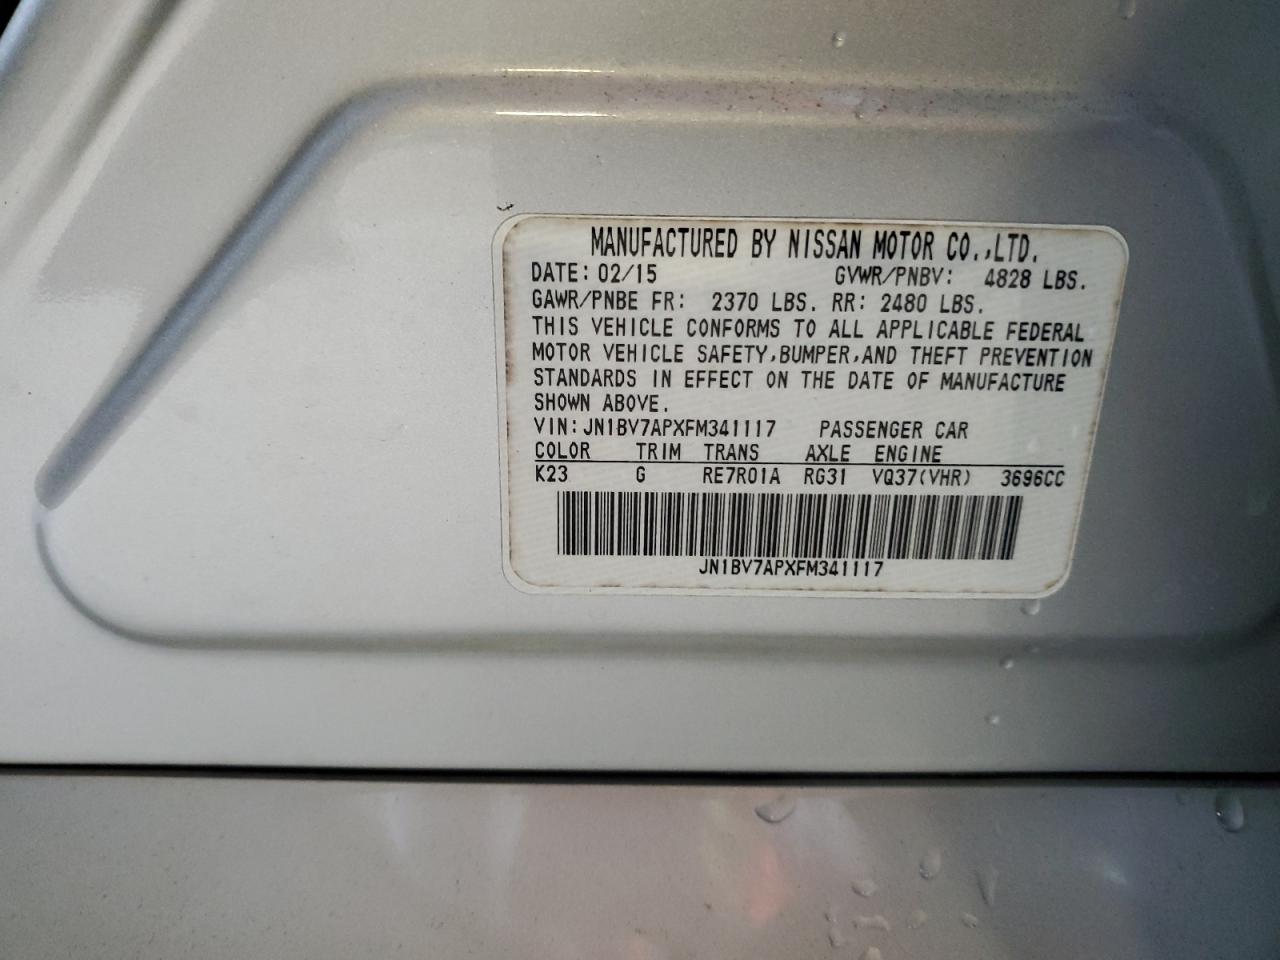 MANUFACTURED BY NISSAN MOTOR CO.,LTD.
DATE: 02/15 GVWR/PNBV: 4828 LBS.
GAWR/PNBE FR: 2370 LBS. RR: 2480 LBS.
THIS VEHICLE CONFORMS TO ALL APPLICABLE FEDERAL
MOTOR VEHICLE SAFETY,BUMPER,AND THEFT PREVENTION
STANDARDS IN EFFECT ON THE DATE OF MANUFACTURE
SHOWN ABOVE.
VIN: JN1BV7APXFM341117 PASSENGER CAR
COLOR TRIM TRANS AXLE ENGINE
K23 G RE7R01A RG31 VQ37(VHR) 3696CC
JN1BV7APXFM341117